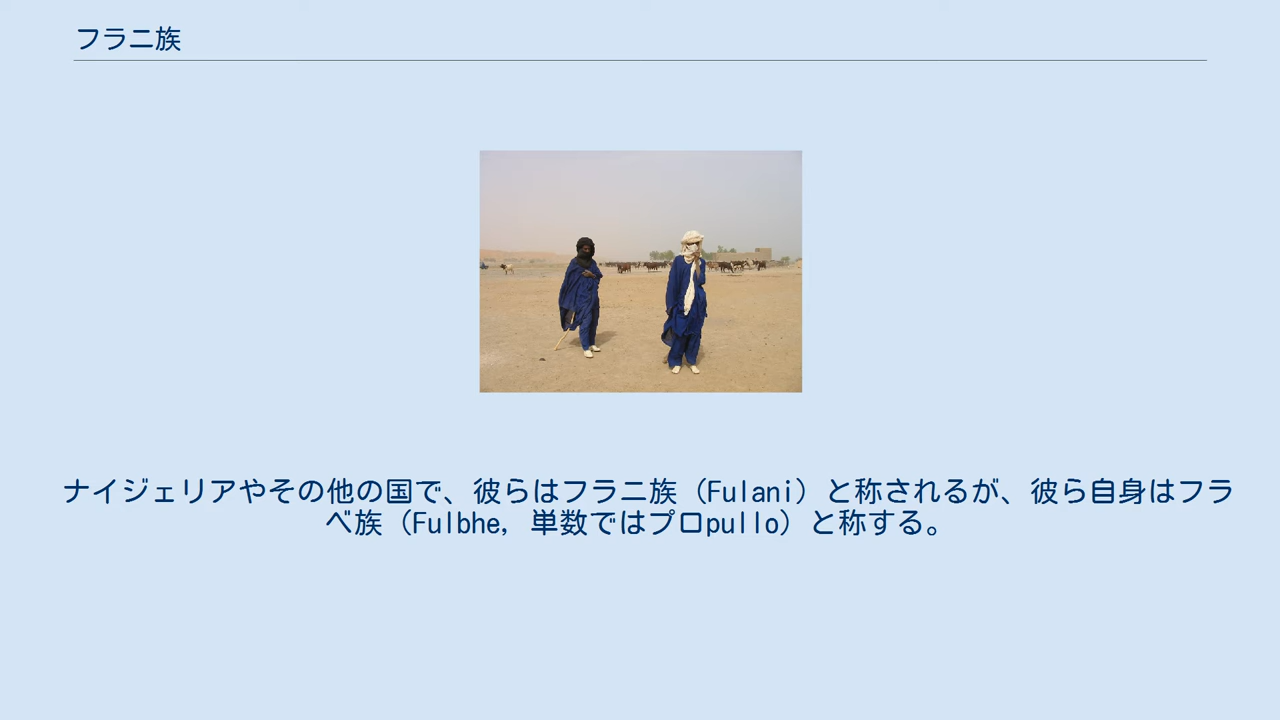 フラニ族
ナイジェリアやその他の国で、彼らはフラニ族（Fulani）と称されるが、彼ら自身はフラ
ベ族（Fulbhe, 単数ではプロpullo）と称する。